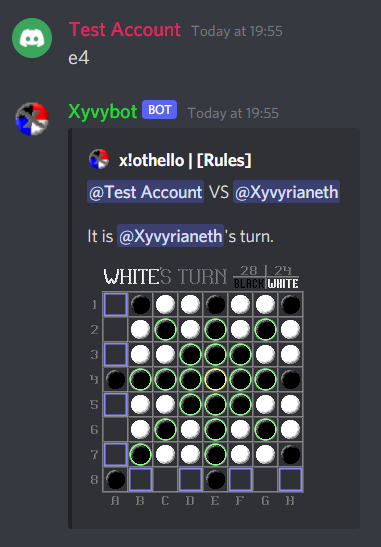 Test Account Today at 19:55
e4
Xyvybot BOT Today at 19:55
x!othello | [Rules]
@Test Account VS @Xyvyrianeth
It is @Xyvyrianeth's turn.
WHITE'S TURN 28 | 24
BLACK WHITE
1
2
3
4
5
6
7
8
A B C D E F G H